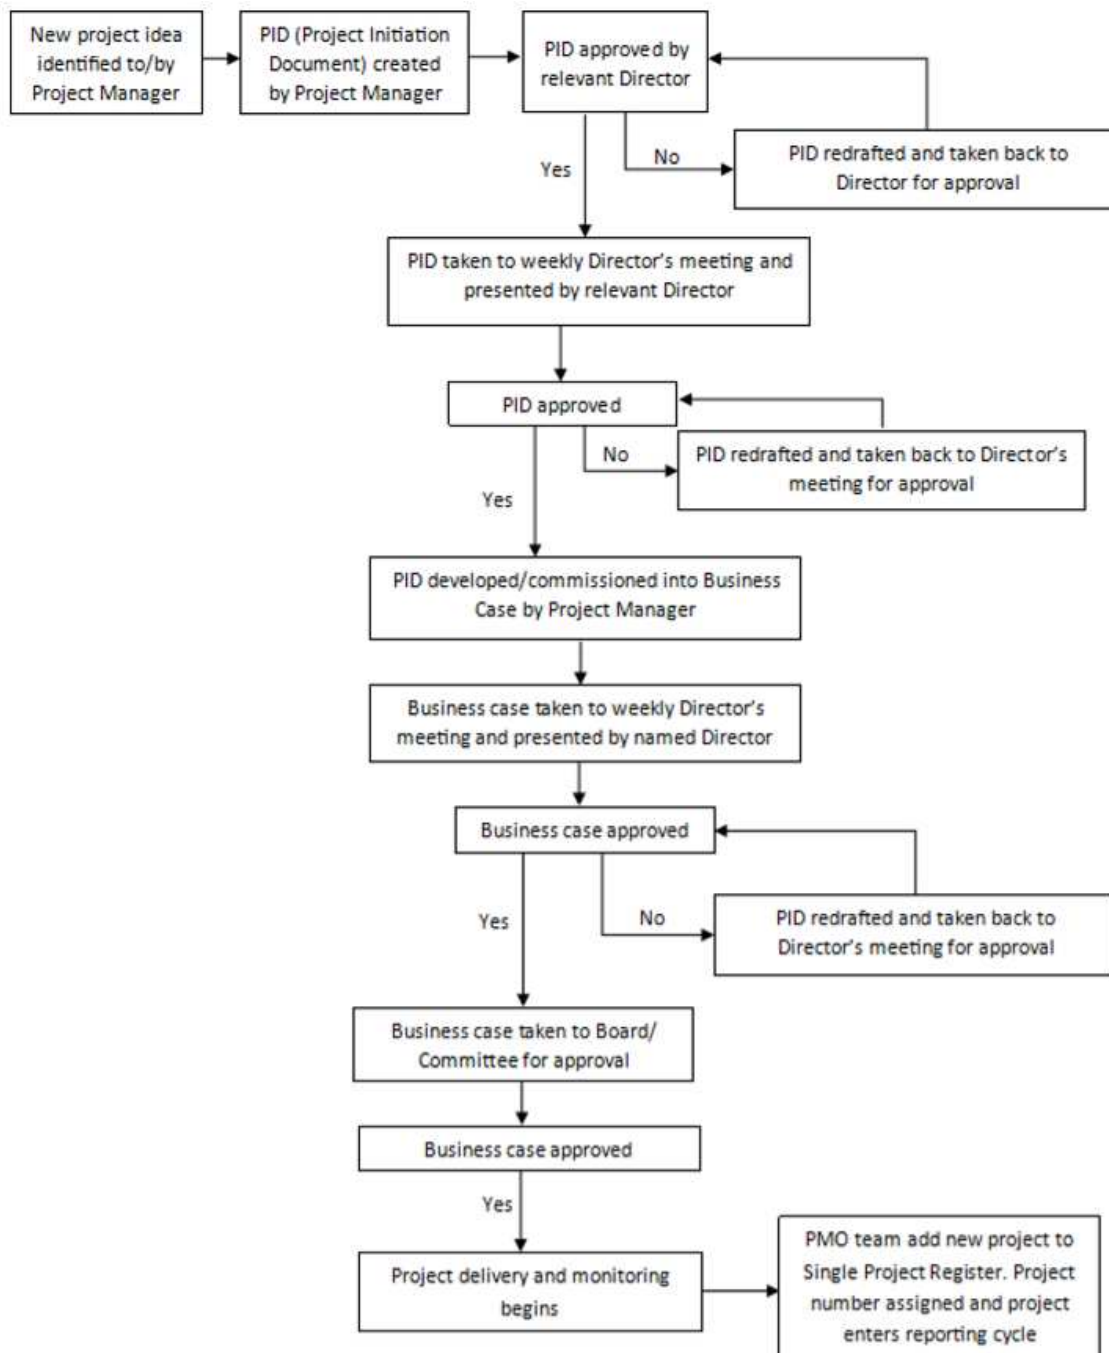 New project idea
identified to/by
Project Manager
PID (Project Initiation
Document) created
by Project Manager
PID approved by
relevant Director
No
Yes
PID redrafted and taken back to
Director for approval
PID taken to weekly Director's meeting and
presented by relevant Director
PID approved
No
Yes
PID redrafted and taken back to Director's
meeting for approval
PID developed/commissioned into Business
Case by Project Manager
Business case taken to weekly Director's
meeting and presented by named Director
Business case approved
Yes
No
PID redrafted and taken back to
Director's meeting for approval
Business case taken to Board/
Committee for approval
Business case approved
Yes
Project delivery and monitoring
begins
PMO team add new project to
Single Project Register. Project
number assigned and project
enters reporting cycle